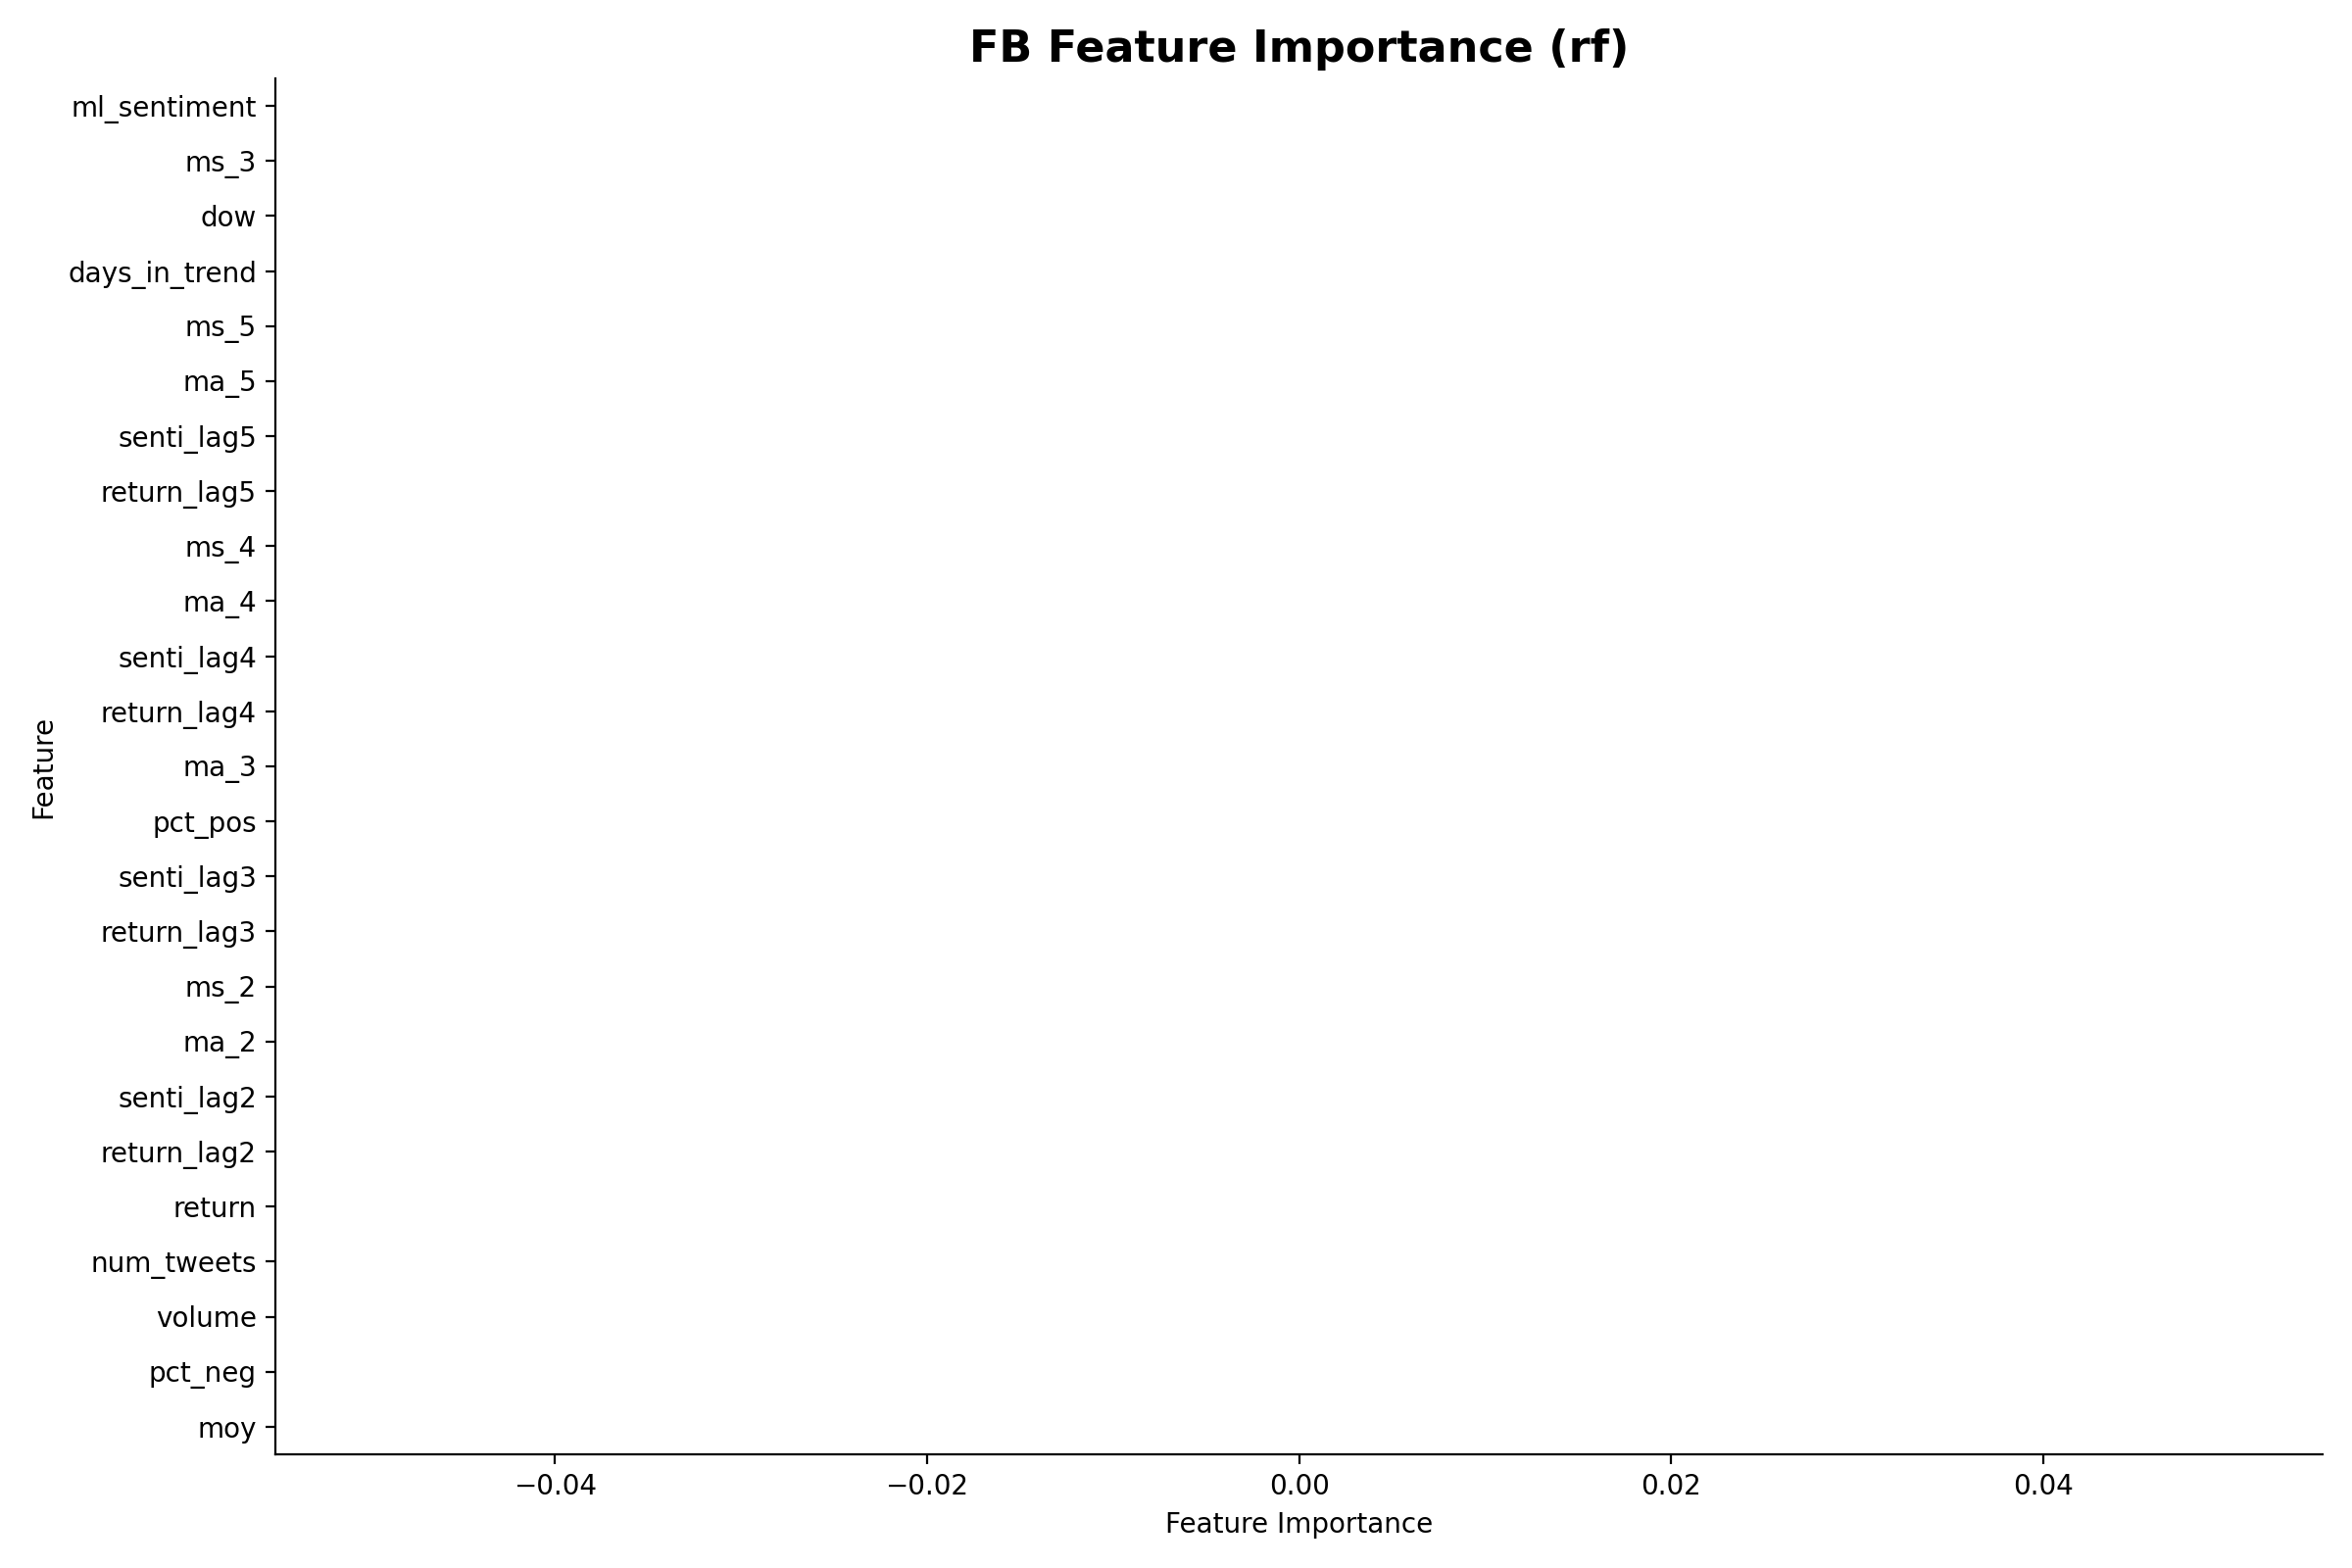 FB Feature Importance (rf)
ml_sentiment
ms_3
dow
days_in_trend
ms_5
ma_5
senti_lag5
return_lag5
ms_4
ma_4
senti_lag4
return_lag4
ma_3
pct_pos
senti_lag3
return_lag3
ms_2
ma_2
senti_lag2
return_lag2
return
num_tweets
volume
pct_neg
moy
Feature
−0.04 −0.02 0.00 0.02 0.04
Feature Importance